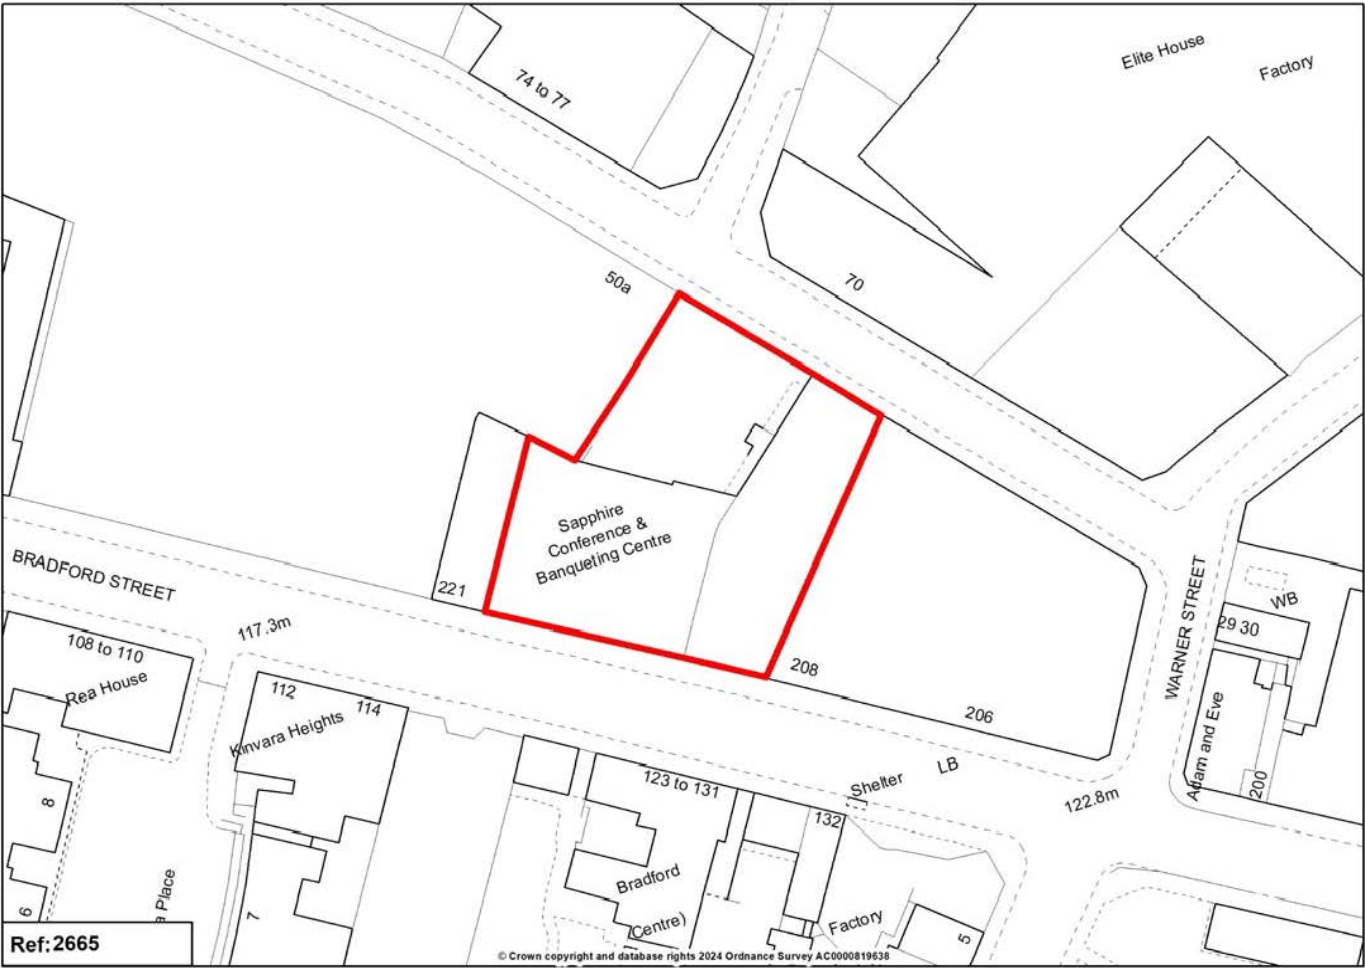 Elite House
Factory
74 to 77
50a
70
Sapphire
Conference &
Banqueting Centre
BRADFORD STREET
221
117.3m
208
206
WARNER STREET
WB
29 30
108 to 110
Rea House
112
114
Kinvara Heights
123 to 131
Shelter
LB
122.8m
Adam and Eve
200
132
8
Bradford
Centre)
Factory
a Place
6
7
5
Ref:2665
© Crown copyright and database rights 2024 Ordnance Survey AC0000819638